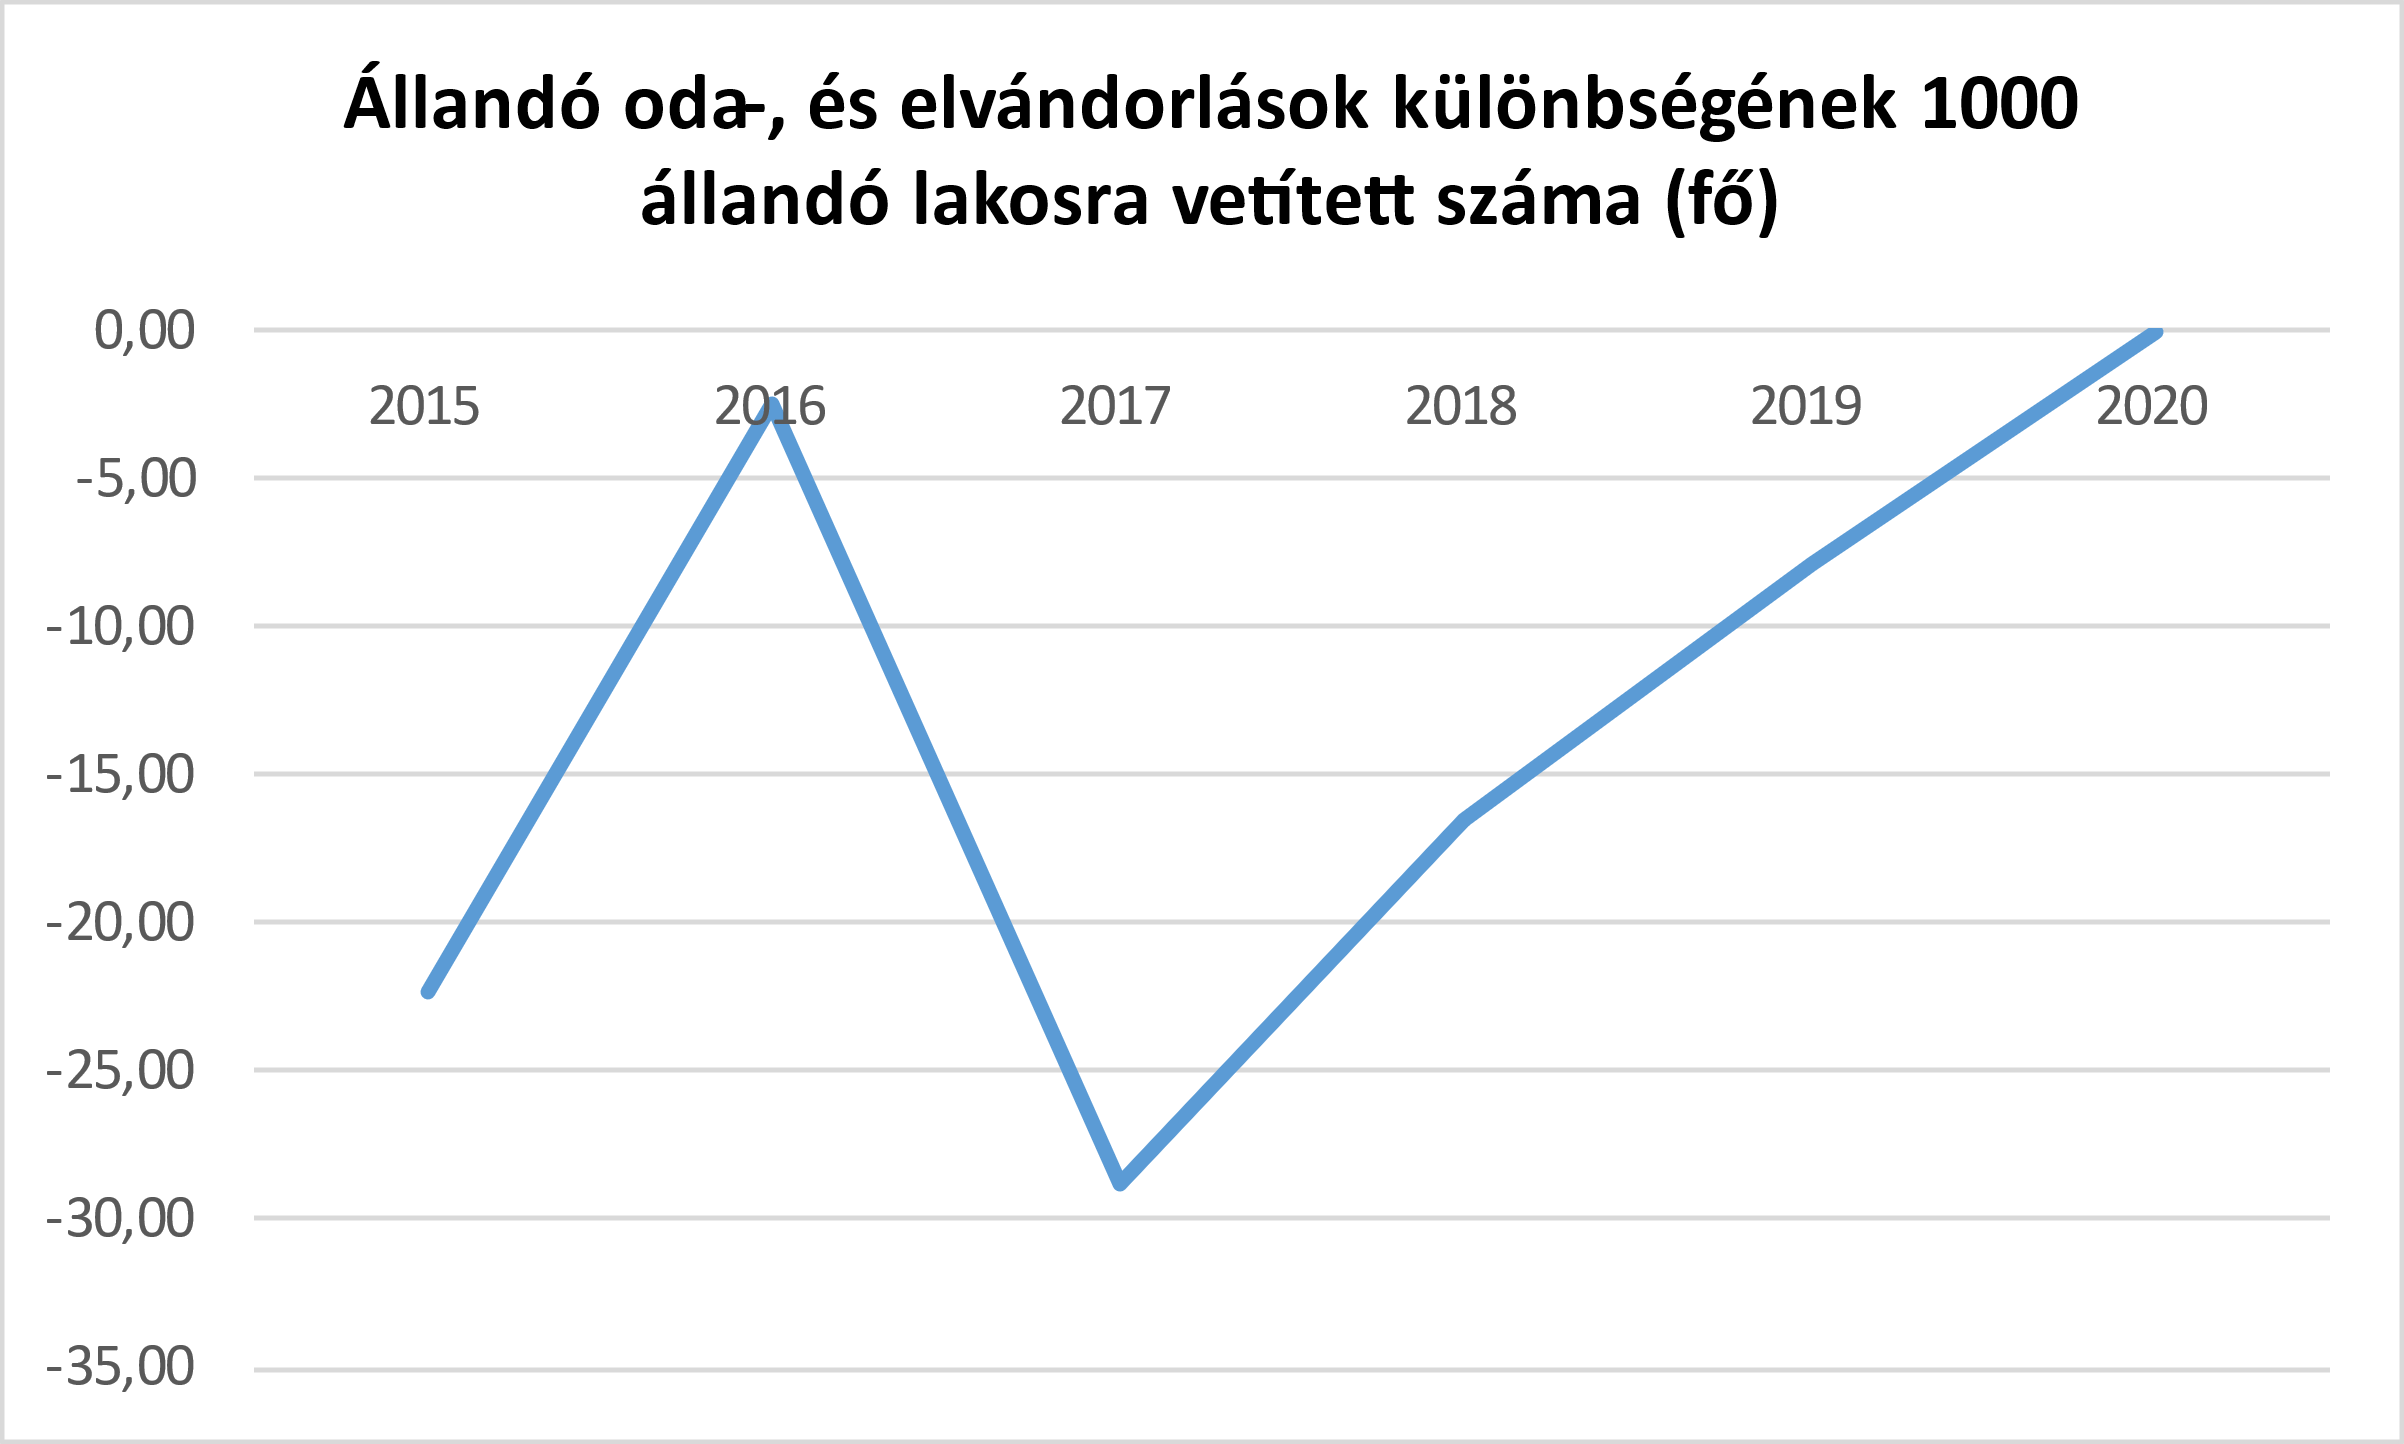 Állandó oda-, és elvándorlások különbségének 1000
állandó lakosra vetített száma (fő)
0,00
2015 2016 2017 2018 2019 2020
-5,00
-10,00
-15,00
-20,00
-25,00
-30,00
-35,00